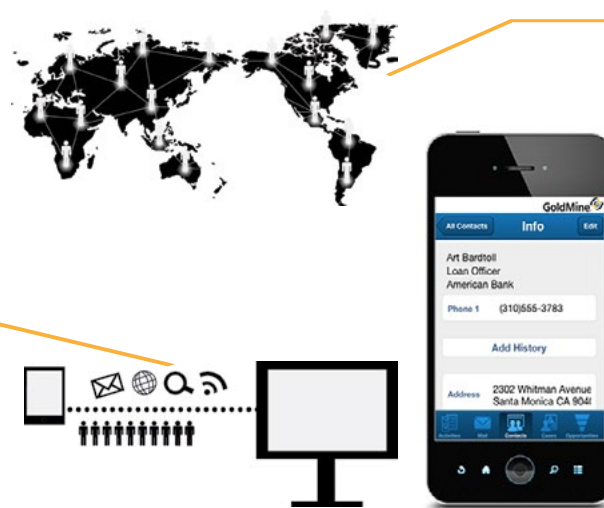 GoldMine
All Contacts Info Edit
Art Bardtoll
Loan Officer
American Bank
Phone 1 (310)555-3783
Add History
Address 2302 Whitman Avenue
Santa Monica CA 904
Activities Mail Contacts Cases Opportunities